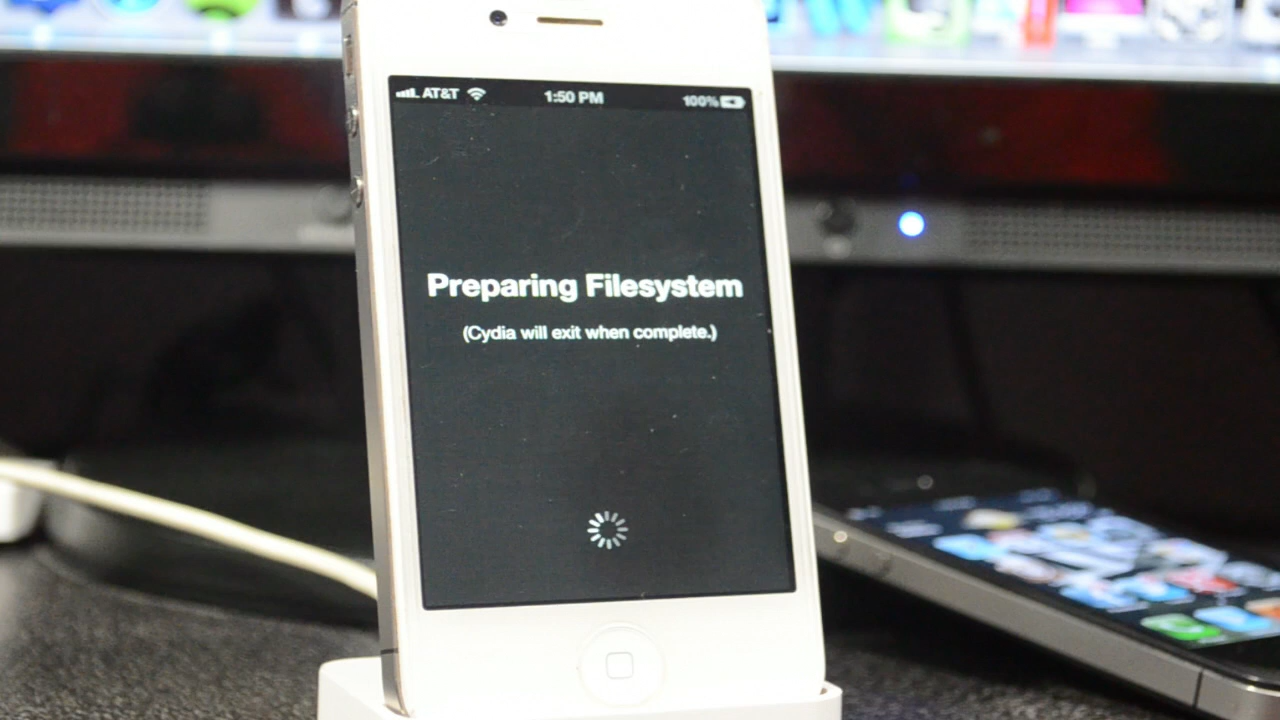 AT&T 1:50 PM 100%
Preparing Filesystem
(Cydia will exit when complete.)